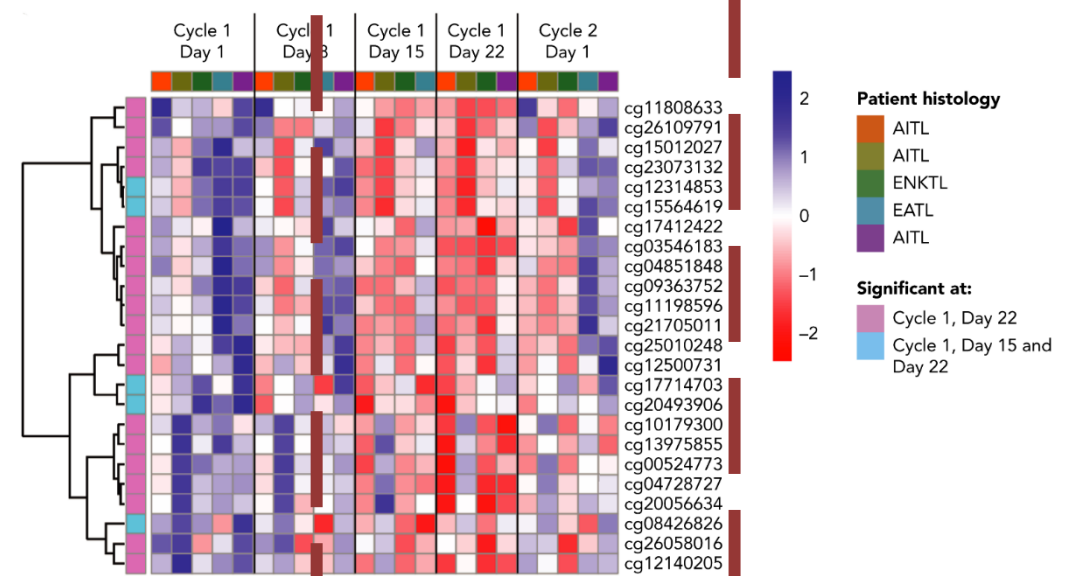 Cycle 1
Day 1
Cycle 1
Day 8
Cycle 1
Day 15
Cycle 1
Day 22
Cycle 2
Day 1
cg11808633
cg26109791
cg15012027
cg23073132
cg12314853
cg15564619
cg17412422
cg03546183
cg04851848
cg09363752
cg11198596
cg21705011
cg25010248
cg12500731
cg17714703
cg20493906
cg10179300
cg13975855
cg00524773
cg04728727
cg20056634
cg08426826
cg26058016
cg12140205
2
1
0
−1
−2
Patient histology
AITL
AITL
ENKTL
EATL
AITL
Significant at:
Cycle 1, Day 22
Cycle 1, Day 15 and
Day 22